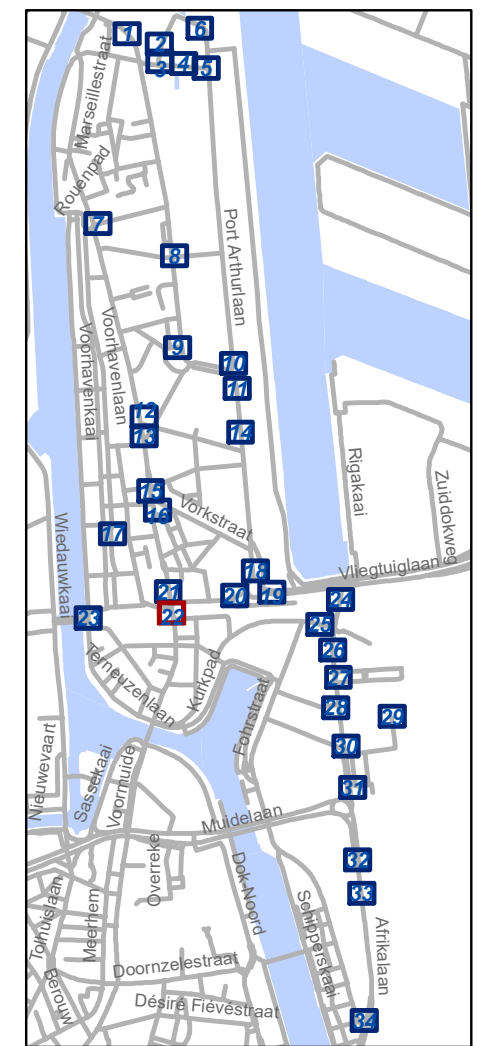 1
2
6
3
4
5
Marseillestraat
Rouenpad
7
8
Port Arthurlaan
Voorhavenlaan
Voorhavenkaai
9
10
11
12
13
14
15
16
Vorkstraat
17
Rigakaai
Zuiddokweg
Wiedauwkaai
18
Vliegtuiglaan
19
20
21
22
23
24
25
26
27
28
29
30
31
Terneuzenlaan
Kurkpad
Fohrstraat
Nieuwevaart
Sassekaai
Voormuide
Muidelaan
32
33
34
Overreke
Dok-Noord
Tolhuislaan
Meerhem
Schipperskaai
Afrikalaan
Berouw
Doornzelestraat
Désiré Fiévéstraat